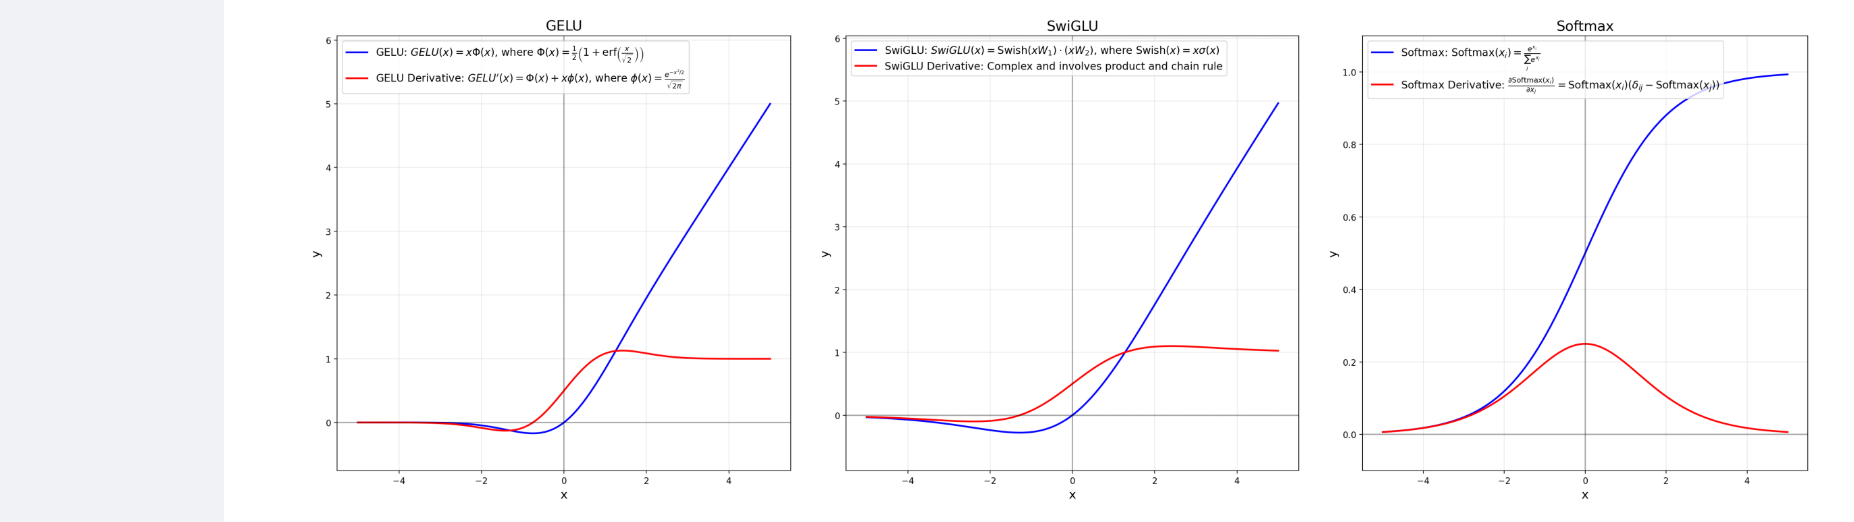 GELU
GELU: GELU(x) = xΦ(x), where Φ(x) = 1/2 (1 + erf(x/√2))
GELU Derivative: GELU′(x) = Φ(x) + xϕ(x), where ϕ(x) = e^(−x²/2)/√2π
6
5
4
3
2
1
0
y
−4 −2 0 2 4
x
SwiGLU
SwiGLU: SwiGLU(x) = Swish(xW₁) · (xW₂), where Swish(x) = xσ(x)
SwiGLU Derivative: Complex and involves product and chain rule
6
5
4
3
2
1
0
y
−4 −2 0 2 4
x
Softmax
Softmax: Softmax(xᵢ) = e^(xᵢ)/∑ⱼ e^(xⱼ)
Softmax Derivative: ∂Softmax(xᵢ)/∂xⱼ = Softmax(xᵢ)(δᵢⱼ − Softmax(xⱼ))
1.0
0.8
0.6
0.4
0.2
0.0
y
−4 −2 0 2 4
x